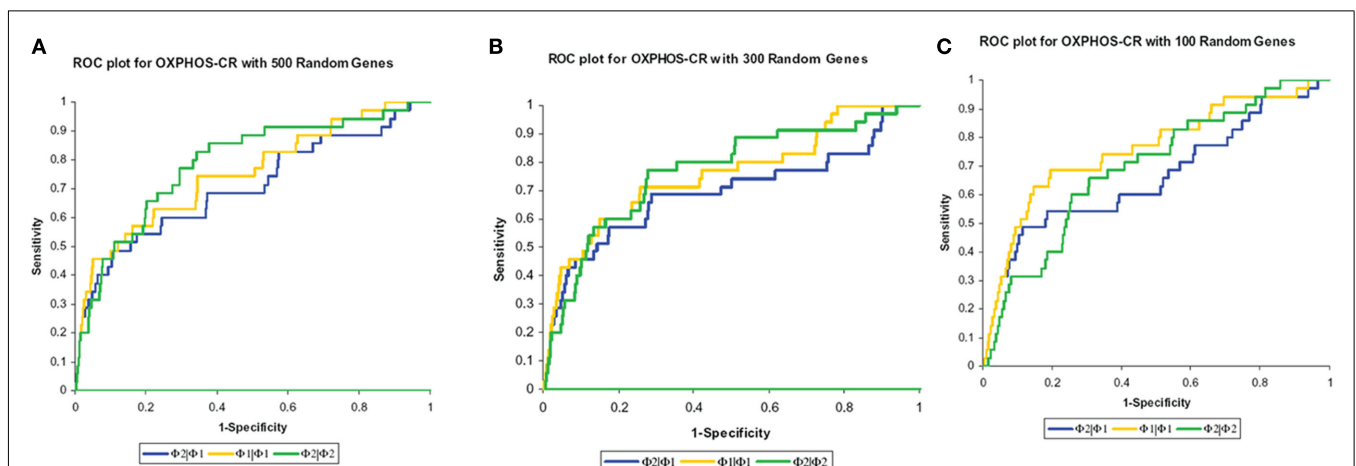 A
ROC plot for OXPHOS-CR with 500 Random Genes
1
0.9
0.8
0.7
0.6
0.5
0.4
0.3
0.2
0.1
0
Sensitivity
0 0.2 0.4 0.6 0.8 1
1-Specificity
Φ2|Φ1 Φ1|Φ1 Φ2|Φ2
B
ROC plot for OXPHOS-CR with 300 Random Genes
1
0.9
0.8
0.7
0.6
0.5
0.4
0.3
0.2
0.1
0
Sensitivity
0 0.2 0.4 0.6 0.8 1
1-Specificity
Φ2|Φ1 Φ1|Φ1 Φ2|Φ2
C
ROC plot for OXPHOS-CR with 100 Random Genes
1
0.9
0.8
0.7
0.6
0.5
0.4
0.3
0.2
0.1
0
Sensitivity
0 0.2 0.4 0.6 0.8 1
1-Specificity
Φ2|Φ1 Φ1|Φ1 Φ2|Φ2